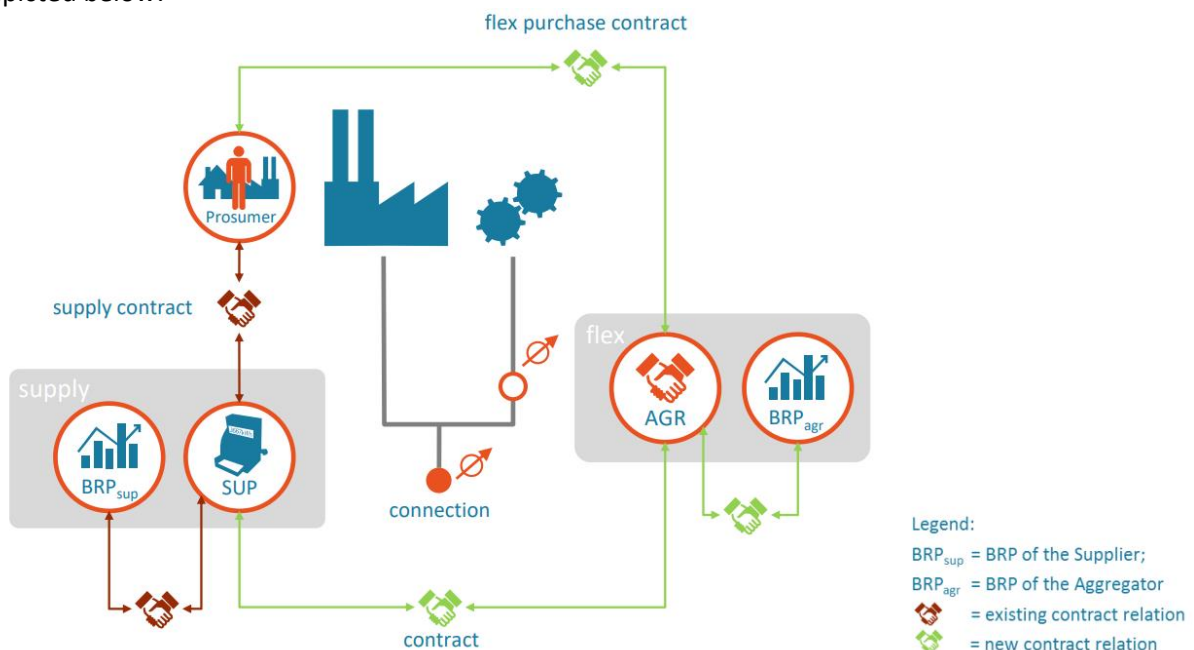 flex purchase contract
Prosumer
supply contract
flex
supply
AGR
BRPagr
BRPsup
SUP
connection
contract
Legend:
BRPsup = BRP of the Supplier;
BRPagr = BRP of the Aggregator
= existing contract relation
= new contract relation